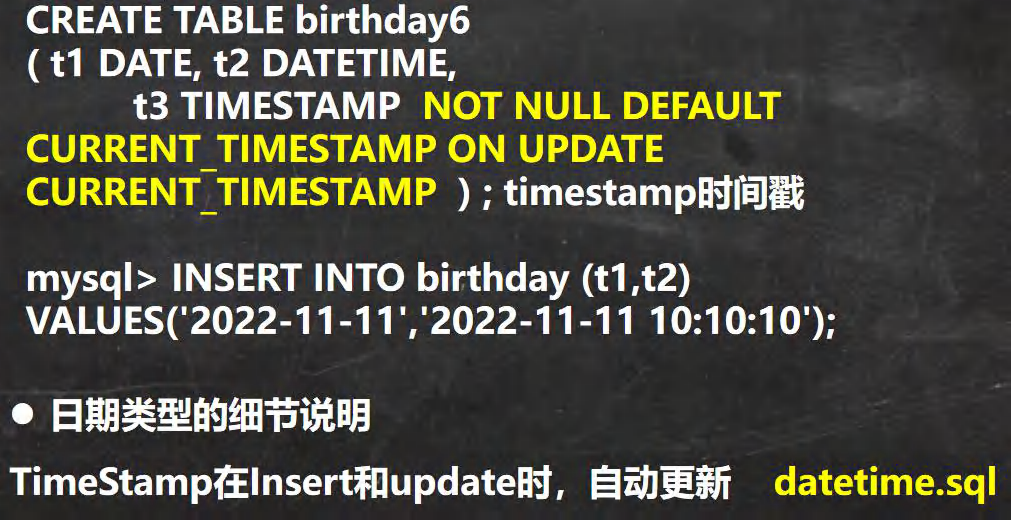 CREATE TABLE birthday6
( t1 DATE, t2 DATETIME,
t3 TIMESTAMP NOT NULL DEFAULT
CURRENT_TIMESTAMP ON UPDATE
CURRENT_TIMESTAMP ) ; timestamp时间戳
mysql> INSERT INTO birthday (t1,t2)
VALUES('2022-11-11','2022-11-11 10:10:10');
● 日期类型的细节说明
TimeStamp在Insert和update时，自动更新 datetime.sql